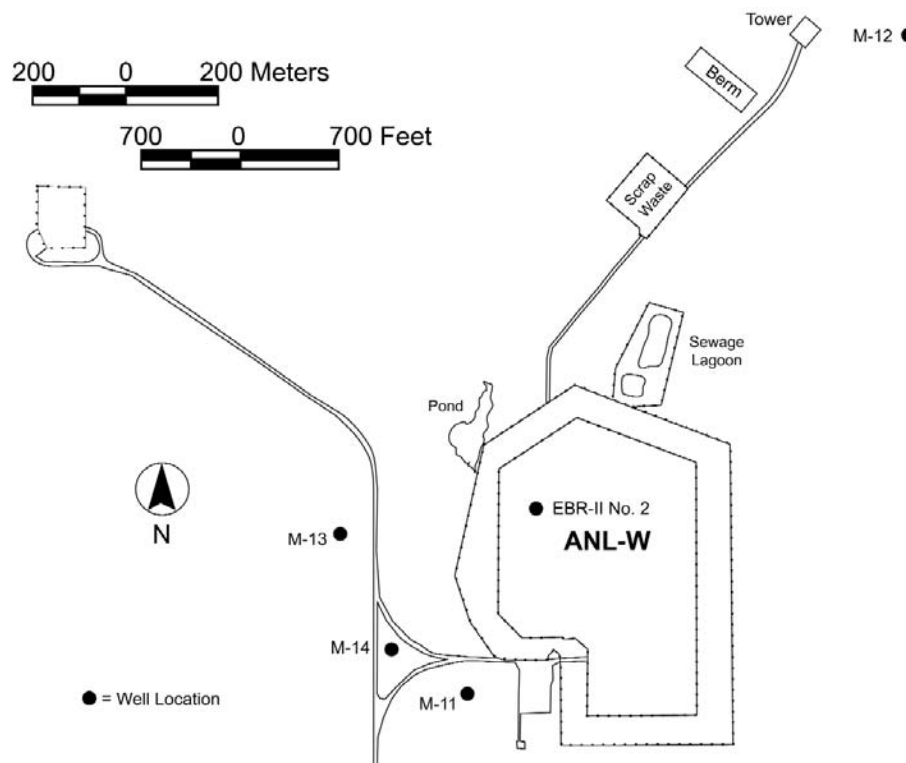 Tower
M-12
200 0 200 Meters
Berm
700 0 700 Feet
Scrap
Waste
Sewage
Lagoon
Pond
EBR-II No. 2
M-13
N
ANL-W
M-14
= Well Location
M-11